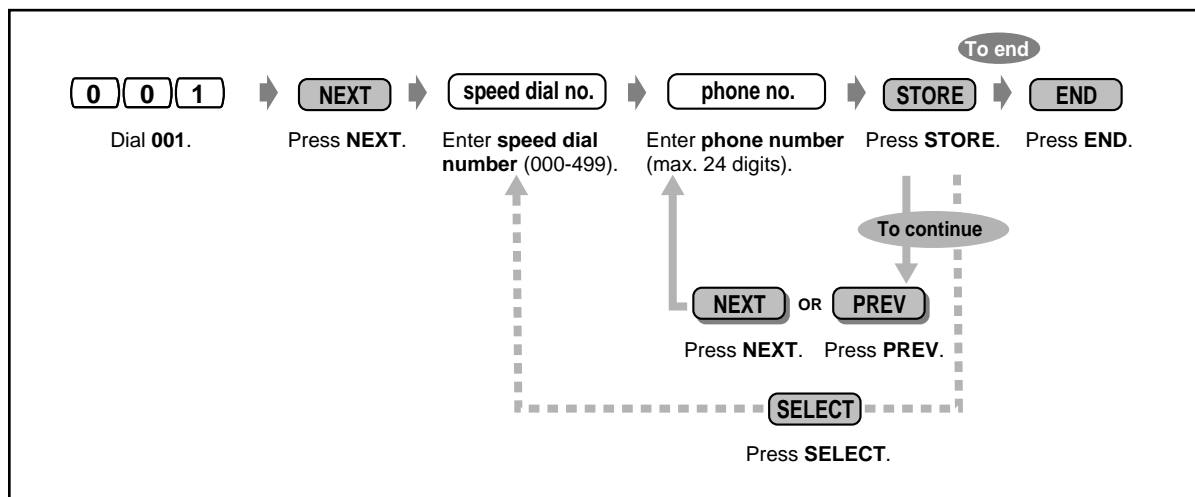 To end
0 0 1 NEXT speed dial no. phone no. STORE END
Dial 001. Press NEXT. Enter speed dial Enter phone number Press STORE. Press END.
number (000-499). (max. 24 digits).
To continue
NEXT OR PREV
Press NEXT. Press PREV.
SELECT
Press SELECT.